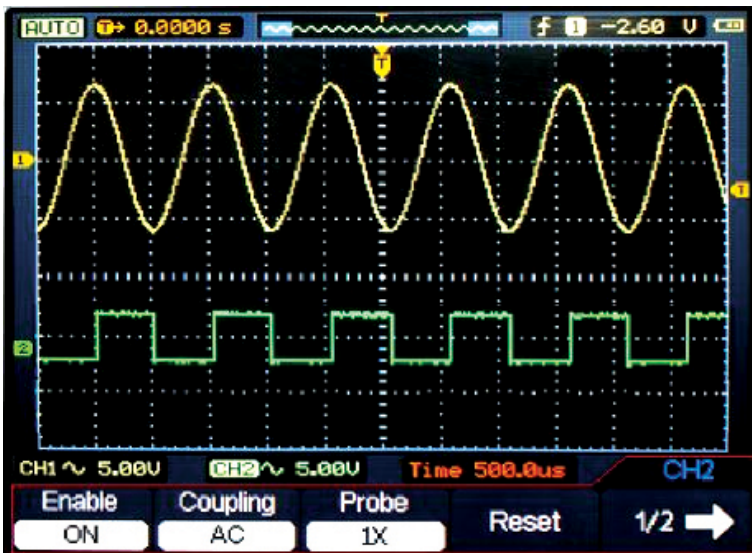 AUTO T→ 0.0000 s T ƒ 1 -2.60 V
T
1
T
2
CH1 ∿ 5.00V CH2 ∿ 5.00V Time 500.0us CH2
Enable Coupling Probe Reset 1/2
ON AC 1X